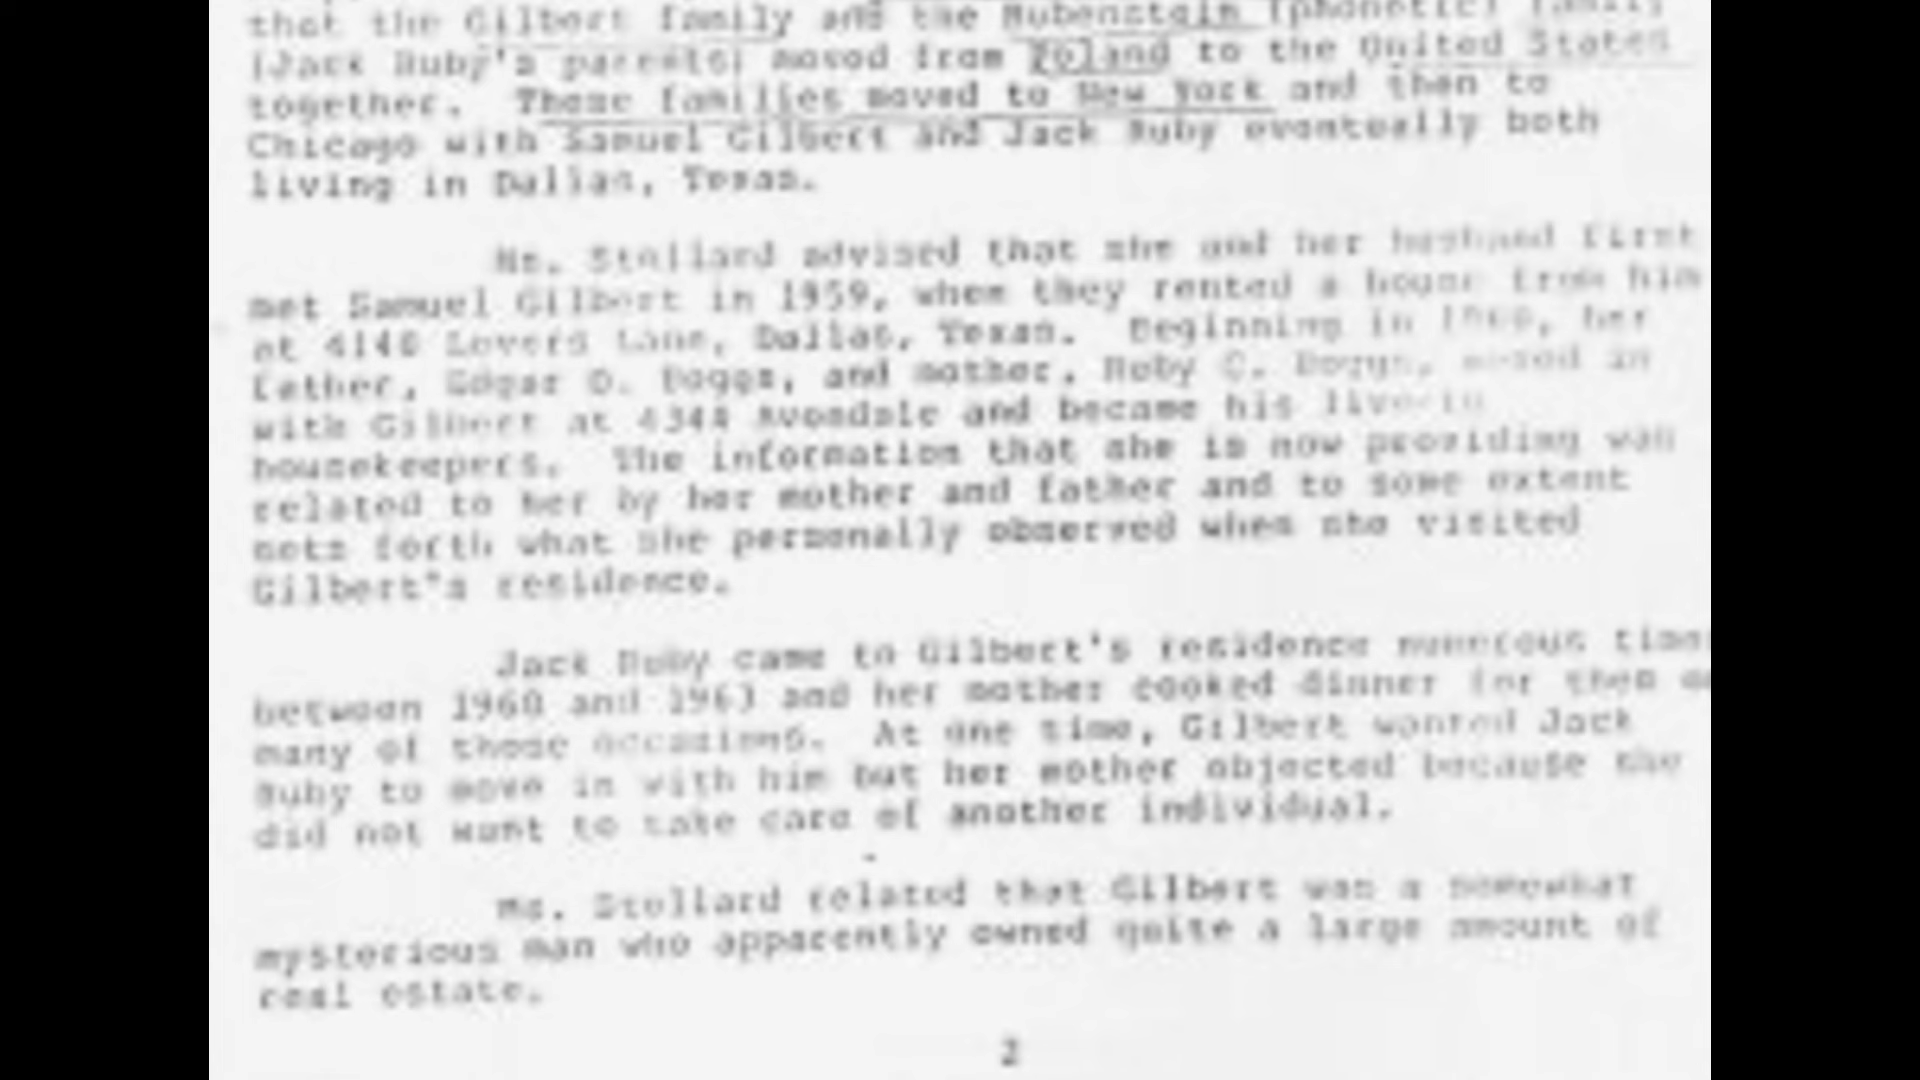 that the Gilbert family and the Rubenstein (phonetic) family
(Jack Ruby's parents) moved from Poland to the United States
together. These families moved to New York and then to
Chicago with Samuel Gilbert and Jack Ruby eventually both
living in Dallas, Texas.
Ms. Stollard advised that she and her husband first
met Samuel Gilbert in 1959, when they rented a house from him
at Lovers Lane, Dallas, Texas. Beginning in 1960, her
father, Edgar D. Boggs, and mother, Ruby C. Boggs, moved in
with Gilbert at Avondale and became his live-in
housekeepers. The information that she is now providing was
related to her by her mother and father and to some extent
sets forth what she personally observed when she visited
Gilbert's residence.
Jack Ruby came to Gilbert's residence numerous times
between 1960 and 1963 and her mother cooked dinner for them on
many of those occasions. At one time, Gilbert wanted Jack
Ruby to move in with him but her mother objected because she
did not want to take care of another individual.
Ms. Stollard related that Gilbert was a somewhat
mysterious man who apparently owned quite a large amount of
real estate.
2